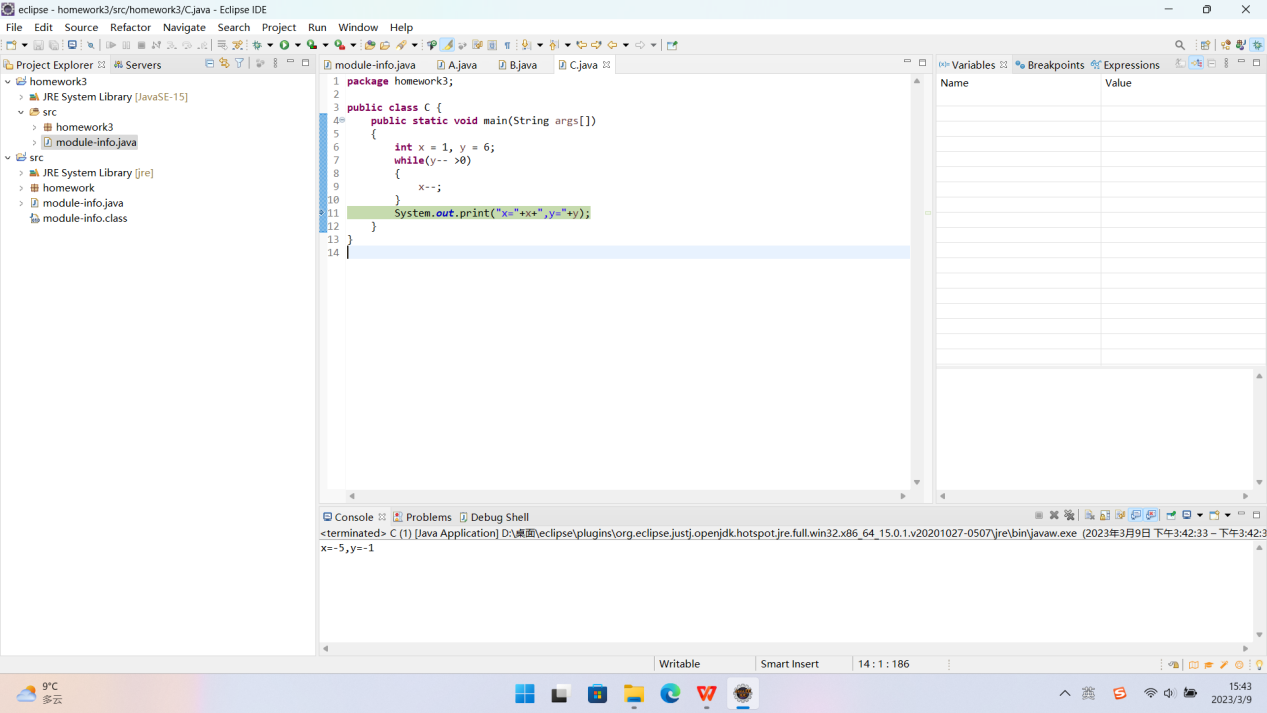 eclipse - homework3/src/homework3/C.java - Eclipse IDE
File Edit Source Refactor Navigate Search Project Run Window Help
Project Explorer Servers
homework3
JRE System Library [JavaSE-15]
src
homework3
module-info.java
src
JRE System Library [jre]
homework
module-info.java
module-info.class
module-info.java A.java B.java C.java
1 package homework3;
2
3 public class C {
4 public static void main(String args[])
5 {
6 int x = 1, y = 6;
7 while(y-- >0)
8 {
9 x--;
10 }
11 System.out.print("x="+x+",y="+y);
12 }
13 }
14
Variables Breakpoints Expressions
Name Value
Console Problems Debug Shell
<terminated> C (1) [Java Application] D:\桌面\eclipse\plugins\org.eclipse.justj.openjdk.hotspot.jre.full.win32.x86_64_15.0.1.v20201027-0507\jre\bin\javaw.exe (2023年3月9日 下午3:42:33 – 下午3:42:3
x=-5,y=-1
Writable Smart Insert 14 : 1 : 186
9°C
多云
英
15:43
2023/3/9